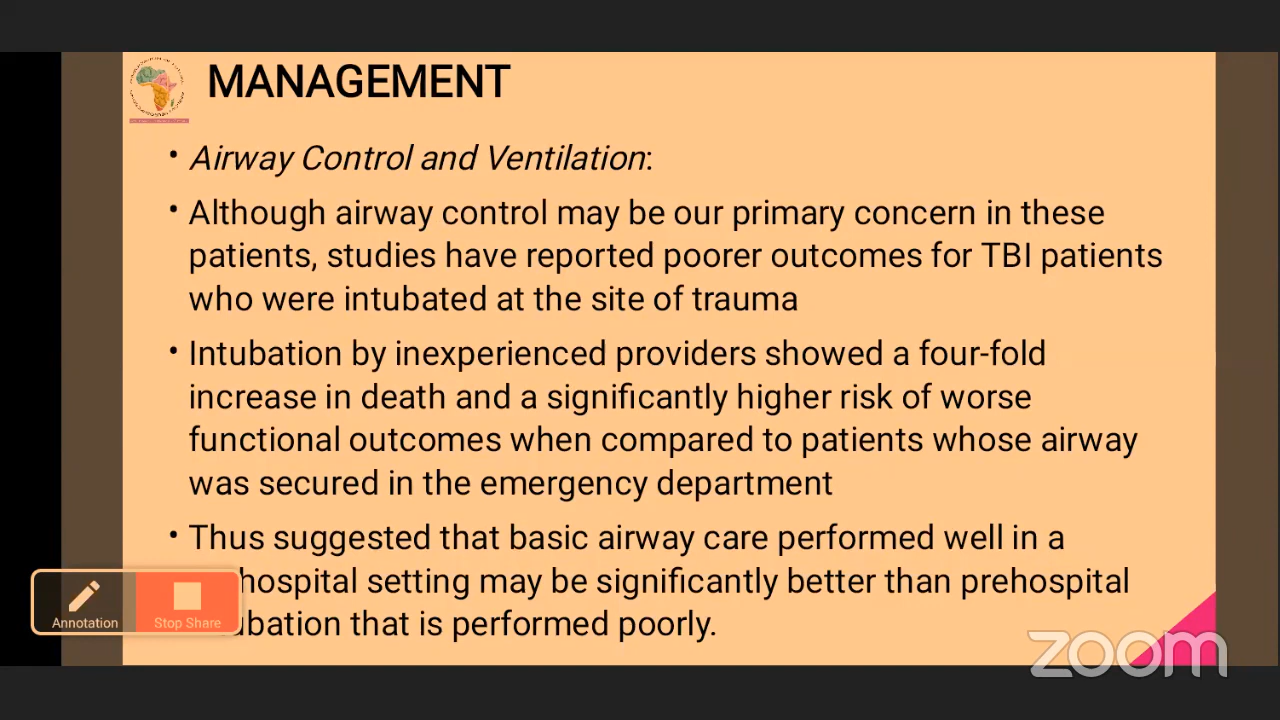 MANAGEMENT
• Airway Control and Ventilation:
• Although airway control may be our primary concern in these
patients, studies have reported poorer outcomes for TBI patients
who were intubated at the site of trauma
• Intubation by inexperienced providers showed a four-fold
increase in death and a significantly higher risk of worse
functional outcomes when compared to patients whose airway
was secured in the emergency department
• Thus suggested that basic airway care performed well in a
hospital setting may be significantly better than prehospital
that is performed poorly.
Annotation
Stop Share
zoom